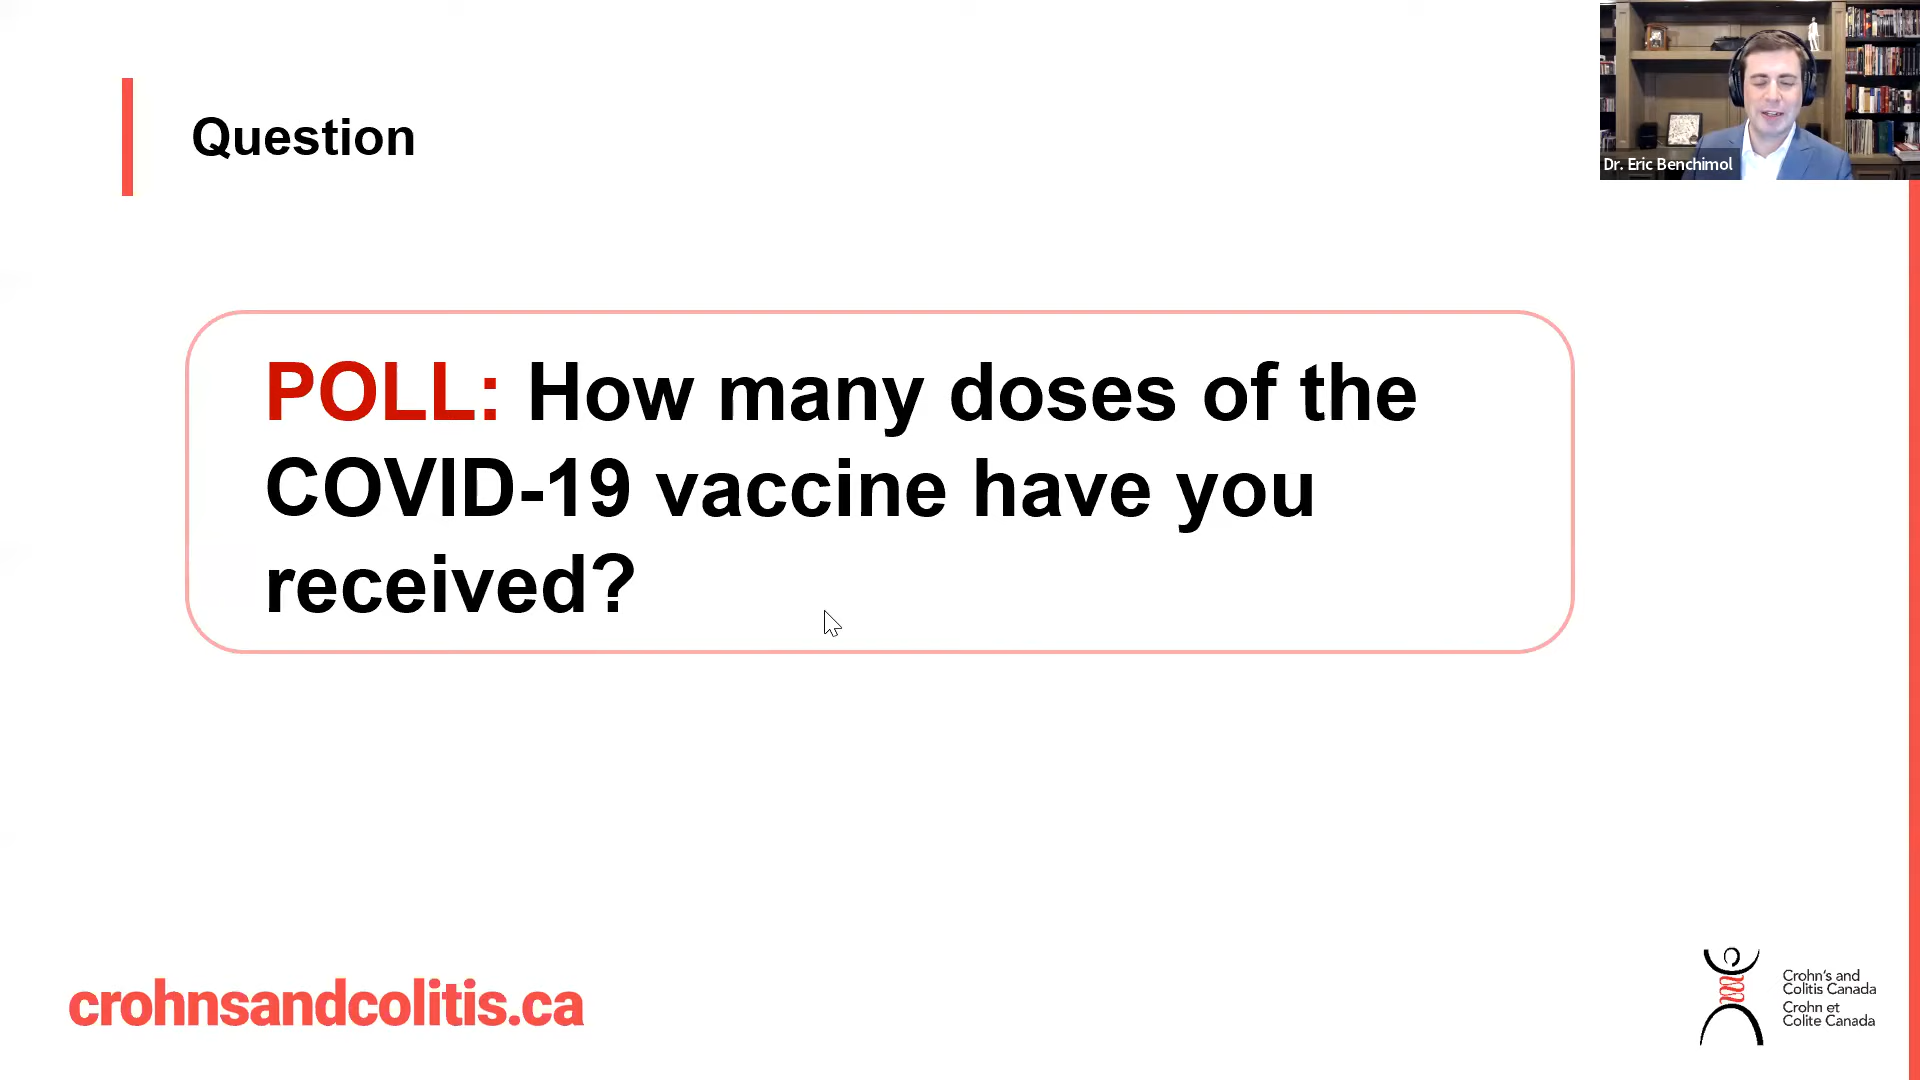 Question
Dr. Eric Benchimol
POLL: How many doses of the
COVID-19 vaccine have you
received?
crohnsandcolitis.ca
Crohn's and
Colitis Canada
Crohn et
Colite Canada